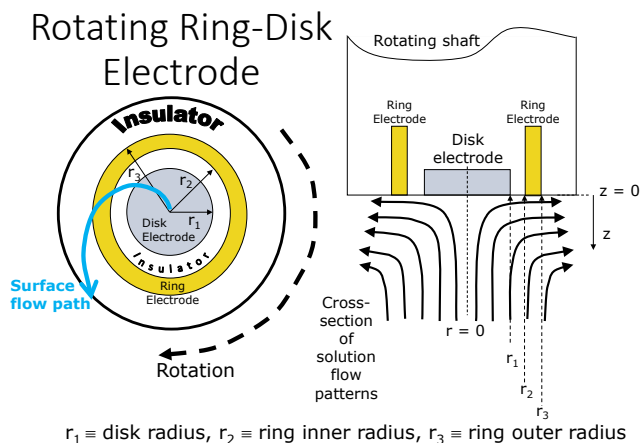 Rotating Ring-Disk
Electrode
Insulator
r₃
r₂
r₁
Disk
Electrode
Insulator
Ring
Electrode
Surface
flow path
Rotation
Rotating shaft
Ring
Electrode
Ring
Electrode
Disk
electrode
z = 0
z
Cross-
section of
solution
flow
patterns
r = 0
r₁
r₂
r₃
r₁ ≡ disk radius, r₂ ≡ ring inner radius, r₃ ≡ ring outer radius